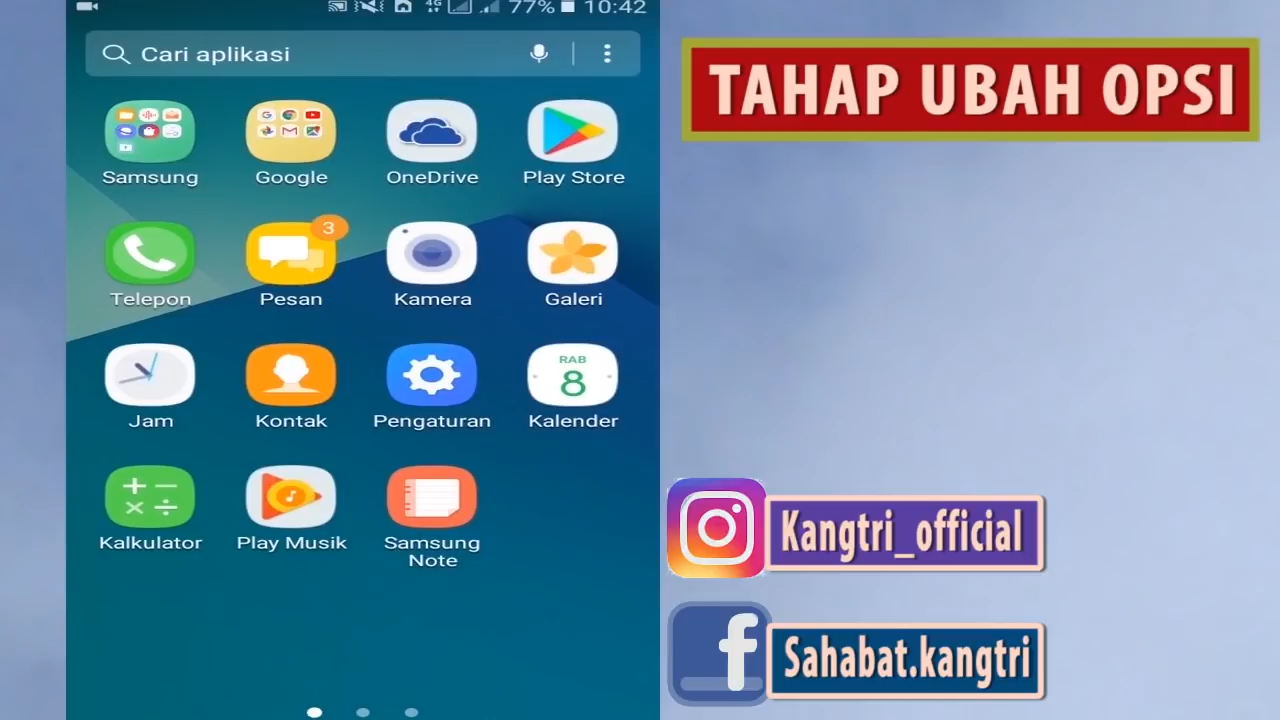 4G 77% 10:42
Cari aplikasi
Samsung Google OneDrive Play Store
3
Telepon Pesan Kamera Galeri
RAB
8
Jam Kontak Pengaturan Kalender
Kalkulator Play Musik Samsung
Note
TAHAP UBAH OPSI
Kangtri_official
f
Sahabat.kangtri